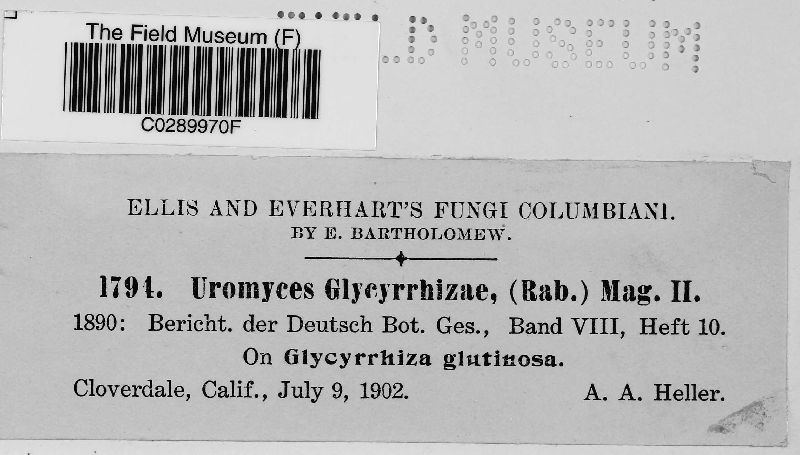 The Field Museum (F)
C0289970F
D MUSEUM
ELLIS AND EVERHART'S FUNGI COLUMBIANI.
BY E. BARTHOLOMEW.
1794. Uromyces Glycyrrhizae, (Rab.) Mag. II.
1890: Bericht. der Deutsch Bot. Ges., Band VIII, Heft 10.
On Glycyrrhiza glutinosa.
Cloverdale, Calif., July 9, 1902. A. A. Heller.